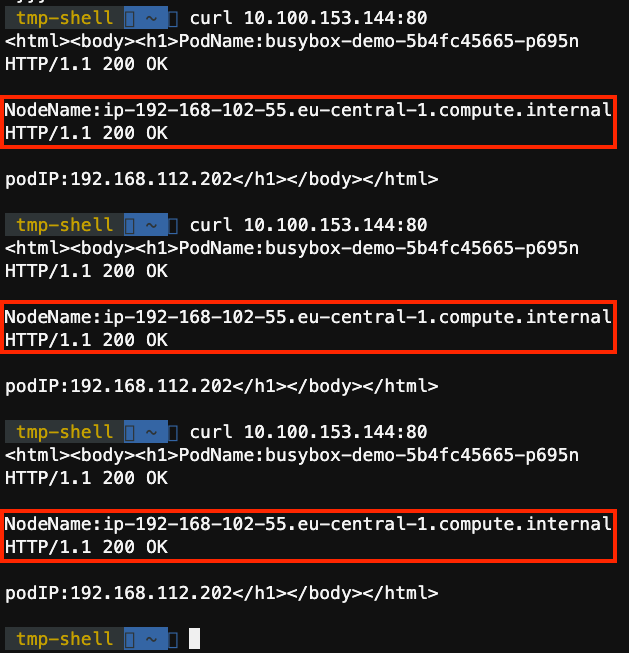 tmp-shell ~ curl 10.100.153.144:80
<html><body><h1>PodName:busybox-demo-5b4fc45665-p695n
HTTP/1.1 200 OK
NodeName:ip-192-168-102-55.eu-central-1.compute.internal
HTTP/1.1 200 OK
podIP:192.168.112.202</h1></body></html>
tmp-shell ~ curl 10.100.153.144:80
<html><body><h1>PodName:busybox-demo-5b4fc45665-p695n
HTTP/1.1 200 OK
NodeName:ip-192-168-102-55.eu-central-1.compute.internal
HTTP/1.1 200 OK
podIP:192.168.112.202</h1></body></html>
tmp-shell ~ curl 10.100.153.144:80
<html><body><h1>PodName:busybox-demo-5b4fc45665-p695n
HTTP/1.1 200 OK
NodeName:ip-192-168-102-55.eu-central-1.compute.internal
HTTP/1.1 200 OK
podIP:192.168.112.202</h1></body></html>
tmp-shell ~